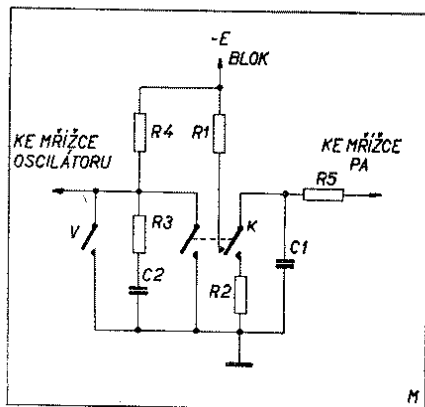 -E
BLOK
R4
R1
KE MŘÍŽCE
OSCILÁTORU
KE MŘÍŽCE
PA
R5
R3
K
V
C1
C2
R2
M